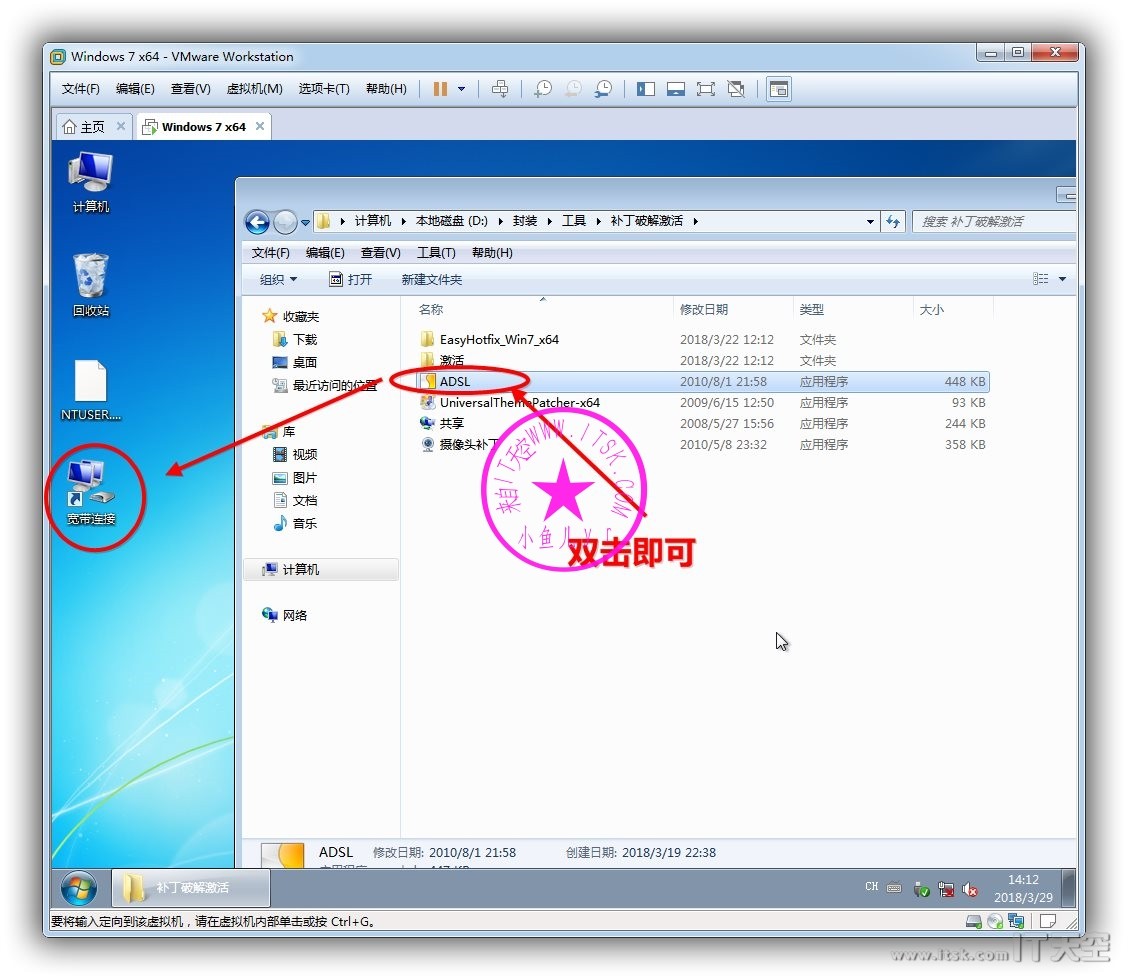 Windows 7 x64 - VMware Workstation
文件(F) 编辑(E) 查看(V) 虚拟机(M) 选项卡(T) 帮助(H)
主页 Windows 7 x64
计算机
回收站
NTUSER....
宽带连接
计算机 本地磁盘 (D:) 封装 工具 补丁破解激活
搜索 补丁破解激活
文件(F) 编辑(E) 查看(V) 工具(T) 帮助(H)
组织 打开 新建文件夹
收藏夹
下载
桌面
最近访问的位置
库
视频
图片
文档
音乐
计算机
网络
名称 修改日期 类型 大小
EasyHotfix_Win7_x64 2018/3/22 12:12 文件夹
激活 2018/3/22 12:12 文件夹
ADSL 2010/8/1 21:58 应用程序 448 KB
UniversalThemePatcher-x64 2009/6/15 12:50 应用程序 93 KB
共享 2008/5/27 15:56 应用程序 244 KB
摄像头补丁 2010/5/8 23:32 应用程序 358 KB
来自IT天空WWW.ITSK.COM
小鱼儿
双击即可
ADSL 修改日期: 2010/8/1 21:58 创建日期: 2018/3/19 22:38
补丁破解激活
CH
14:12
2018/3/29
要将输入定向到该虚拟机，请在虚拟机内部单击或按 Ctrl+G。
www.itsk.com IT天空